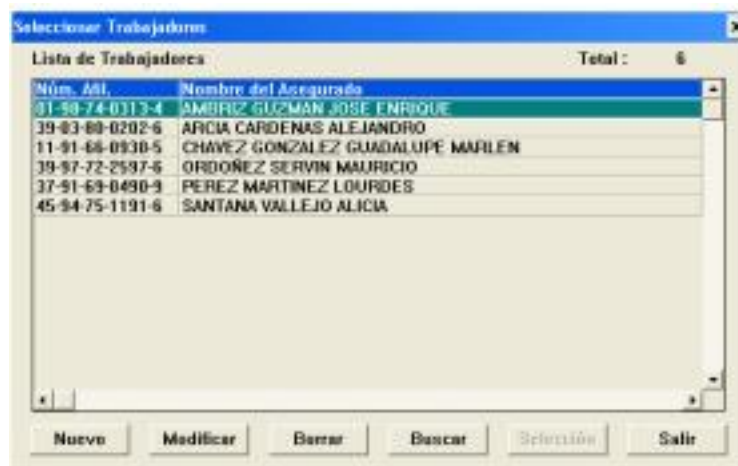 Seleccionar Trabajadores
Lista de Trabajadores Total : 6
Núm. Afil. Nombre del Asegurado
01-98-74-0313-4 AMBRIZ GUZMAN JOSE ENRIQUE
39-03-80-0202-6 ARCIA CARDENAS ALEJANDRO
11-91-66-0930-5 CHAVEZ GONZALEZ GUADALUPE MARLEN
39-97-72-2597-6 ORDOÑEZ SERVIN MAURICIO
37-91-69-0490-9 PEREZ MARTINEZ LOURDES
45-94-75-1191-6 SANTANA VALLEJO ALICIA
Nuevo Modificar Borrar Buscar Selección Salir